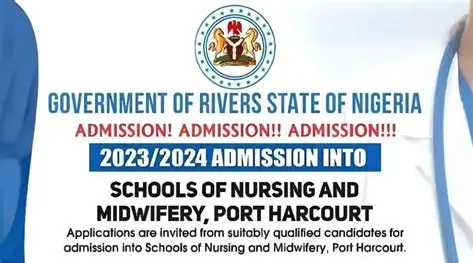 GOVERNMENT OF RIVERS STATE OF NIGERIA
ADMISSION! ADMISSION!! ADMISSION!!!
2023/2024 ADMISSION INTO
SCHOOLS OF NURSING AND
MIDWIFERY, PORT HARCOURT
Applications are invited from suitably qualified candidates for
admission into Schools of Nursing and Midwifery, Port Harcourt.